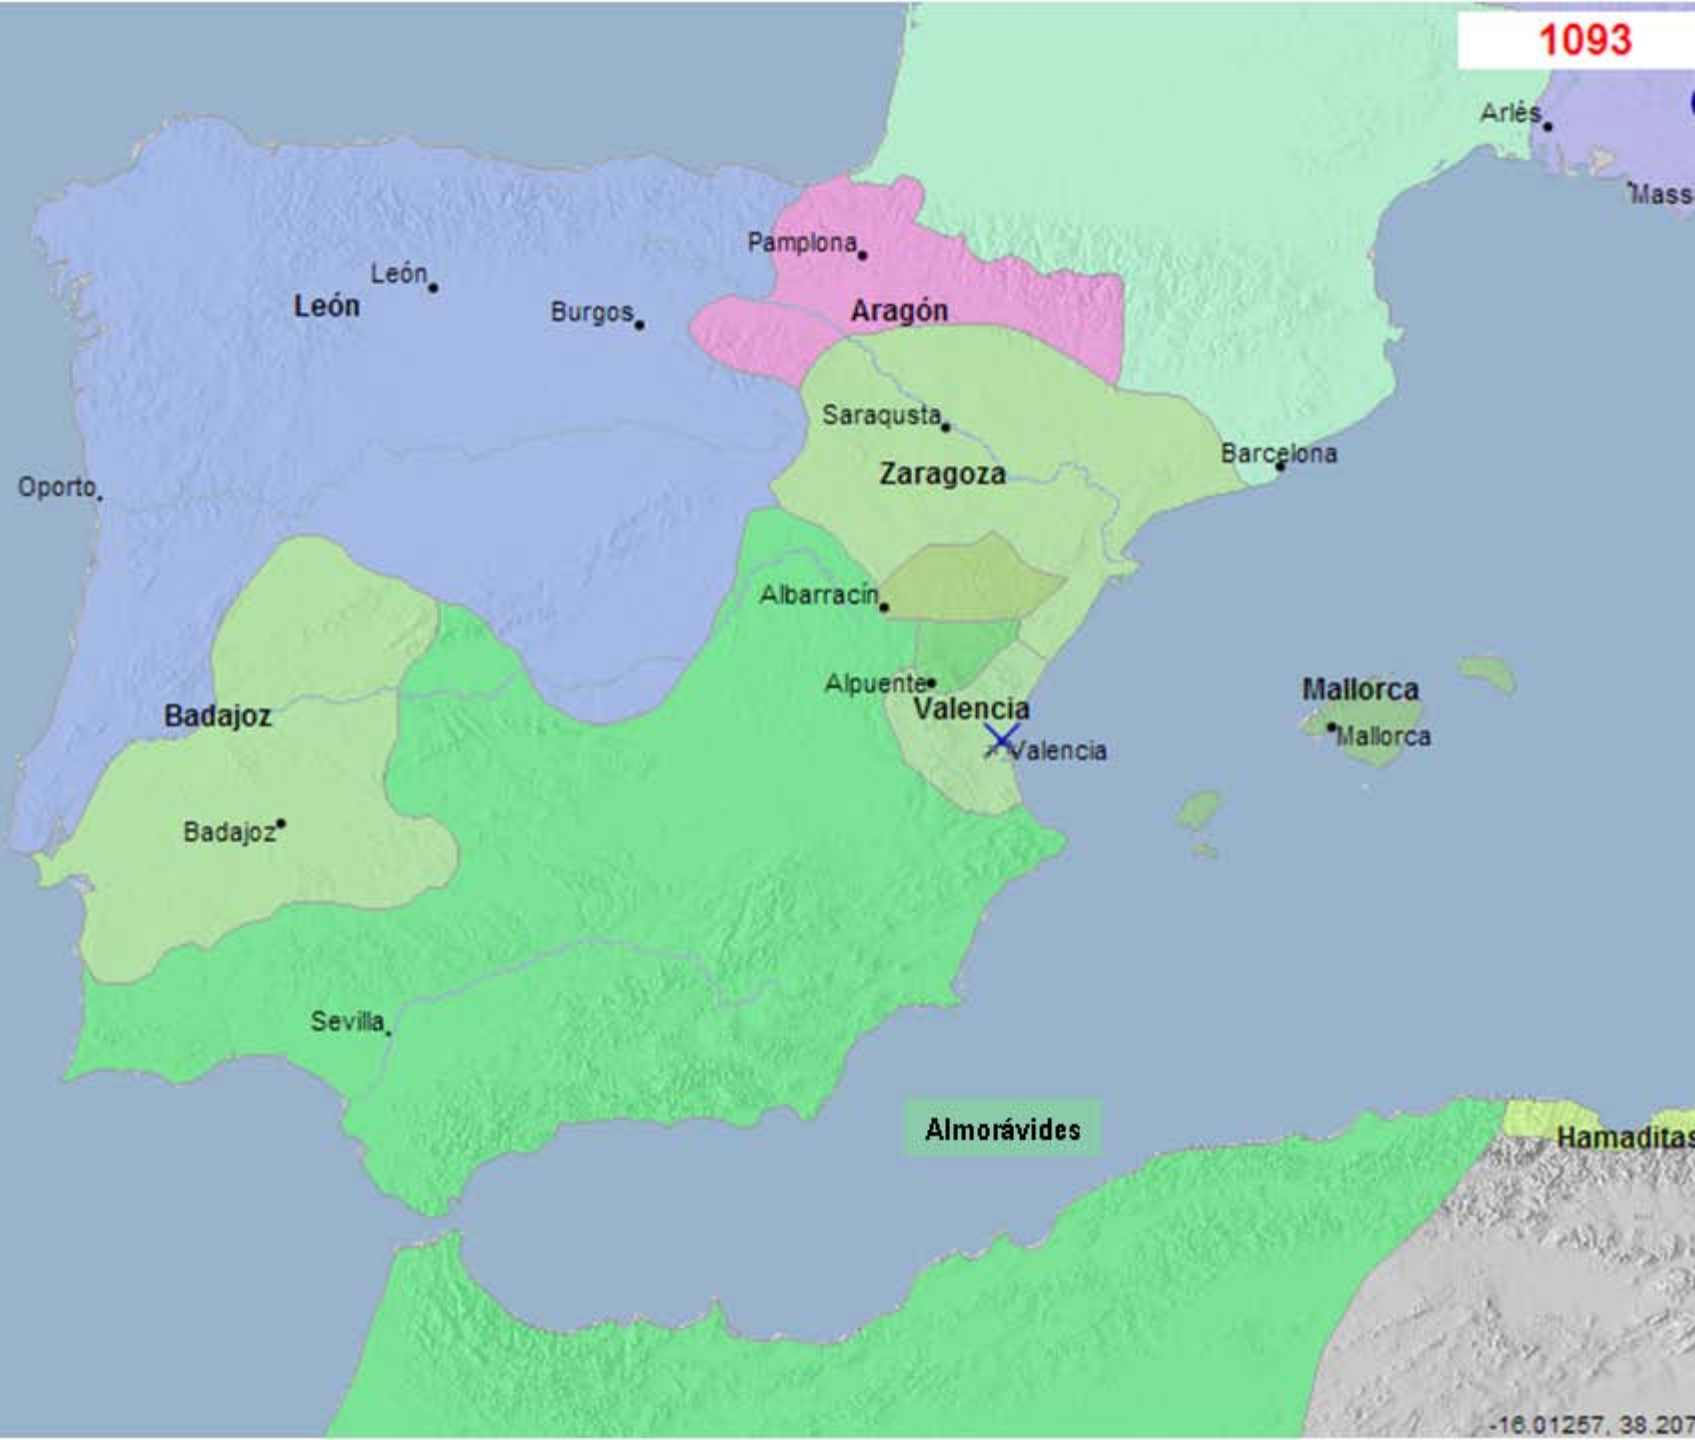 1093
Arlés
Mass
Pamplona
León
León
Burgos
Aragón
Saraqusta
Zaragoza
Barcelona
Oporto
Albarracín
Alpuente
Mallorca
Valencia
Badajoz
Mallorca
Valencia
Badajoz
Sevilla
Almorávides
Hamaditas
-16.01257, 38.207